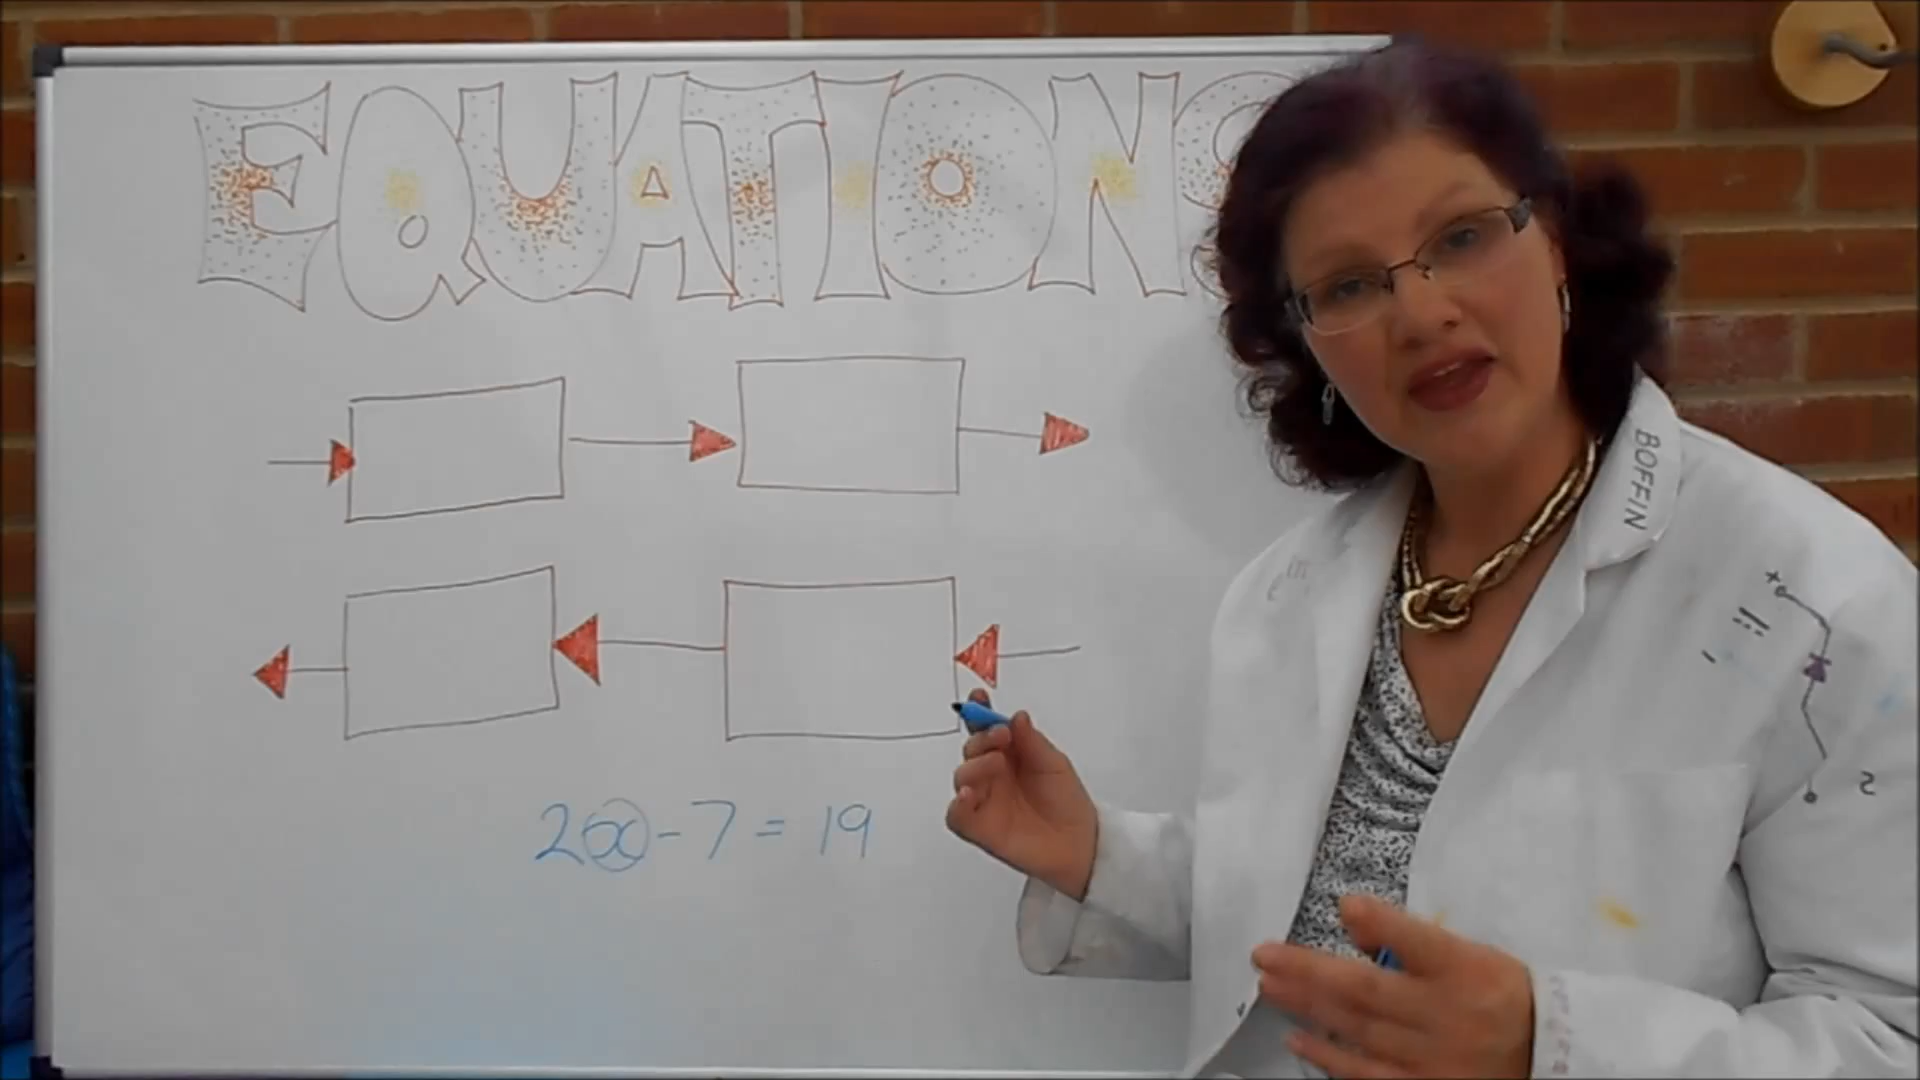 EQUATIONS
2x - 7 = 19
BOFFIN